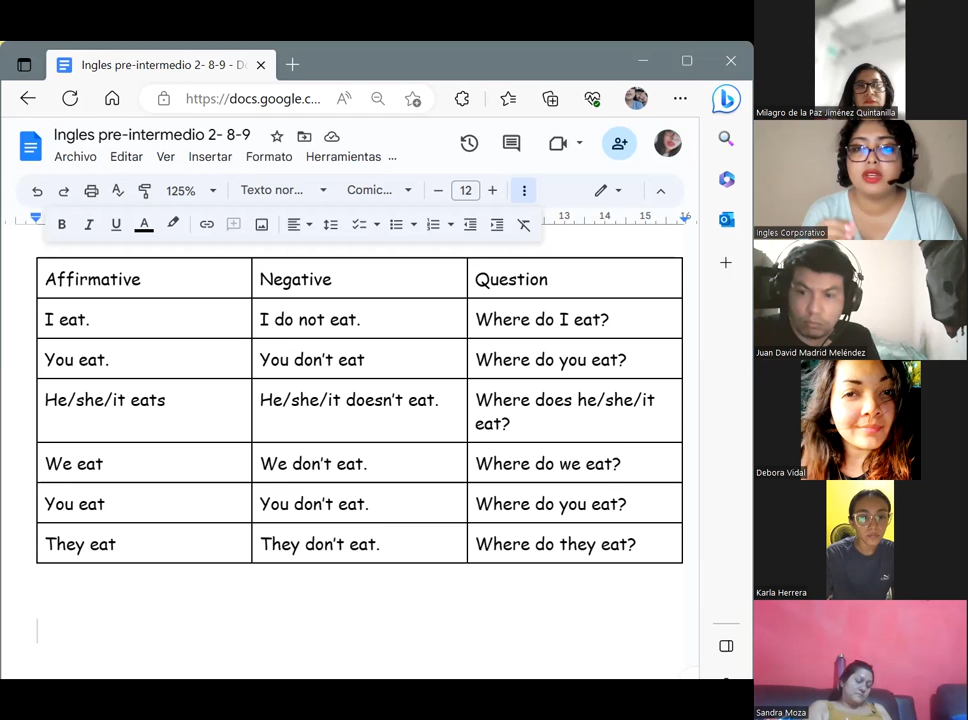 Ingles pre-intermedio 2- 8-9 - Do
https://docs.google.c...
Ingles pre-intermedio 2- 8-9
Archivo Editar Ver Insertar Formato Herramientas ...
125% Texto nor... Comic... 12
13 14 15 16
Affirmative Negative Question
I eat. I do not eat. Where do I eat?
You eat. You don't eat Where do you eat?
He/she/it eats He/she/it doesn't eat. Where does he/she/it
eat?
We eat We don't eat. Where do we eat?
You eat You don't eat. Where do you eat?
They eat They don't eat. Where do they eat?
Milagro de la Paz Jiménez Quintanilla
Ingles Corporativo
Juan David Madrid Meléndez
Debora Vidal
Karla Herrera
Sandra Moza